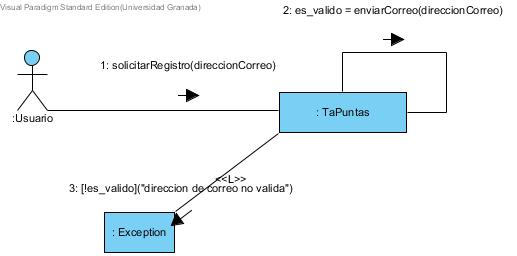 Visual Paradigm Standard Edition(Universidad Granada)
2: es_valido = enviarCorreo(direccionCorreo)
1: solicitarRegistro(direccionCorreo)
:Usuario
: TaPuntas
<<L>>
3: [!es_valido]("direccion de correo no valida")
: Exception